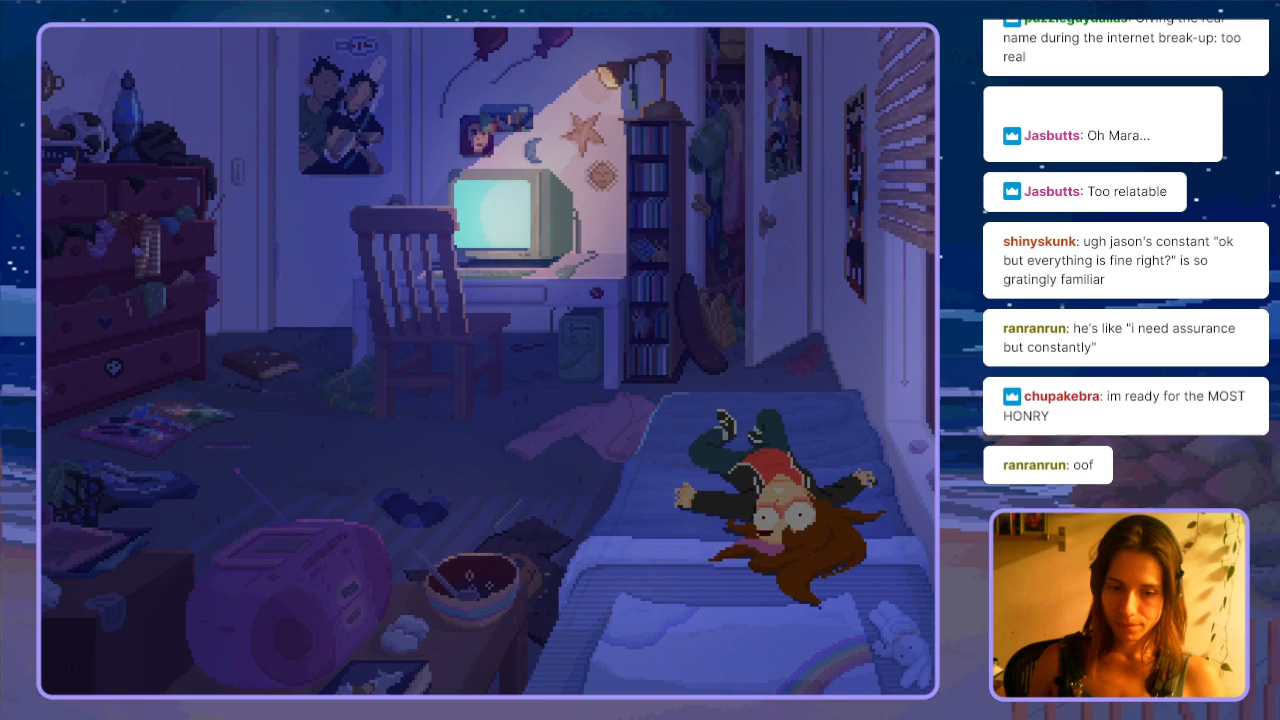 puzzleguydallas: Giving the real
name during the internet break-up: too
real
Jasbutts: Oh Mara...
Jasbutts: Too relatable
shinyskunk: ugh jason's constant "ok
but everything is fine right?" is so
gratingly familiar
ranranrun: he's like "i need assurance
but constantly"
chupakebra: im ready for the MOST
HONRY
ranranrun: oof